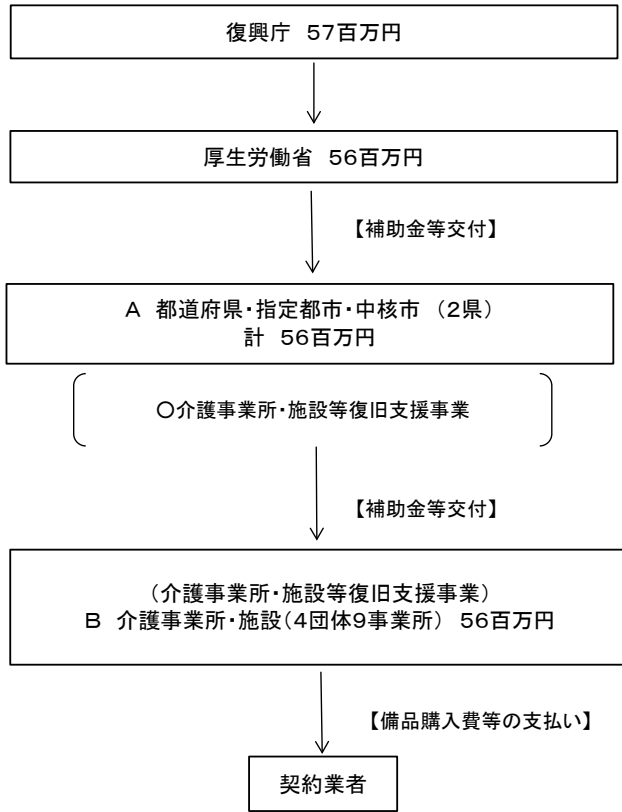 復興庁 57百万円
厚生労働省 56百万円
【補助金等交付】
A 都道府県・指定都市・中核市 (2県)
計 56百万円
○介護事業所・施設等復旧支援事業
【補助金等交付】
(介護事業所・施設等復旧支援事業)
B 介護事業所・施設(4団体9事業所) 56百万円
【備品購入費等の支払い】
契約業者